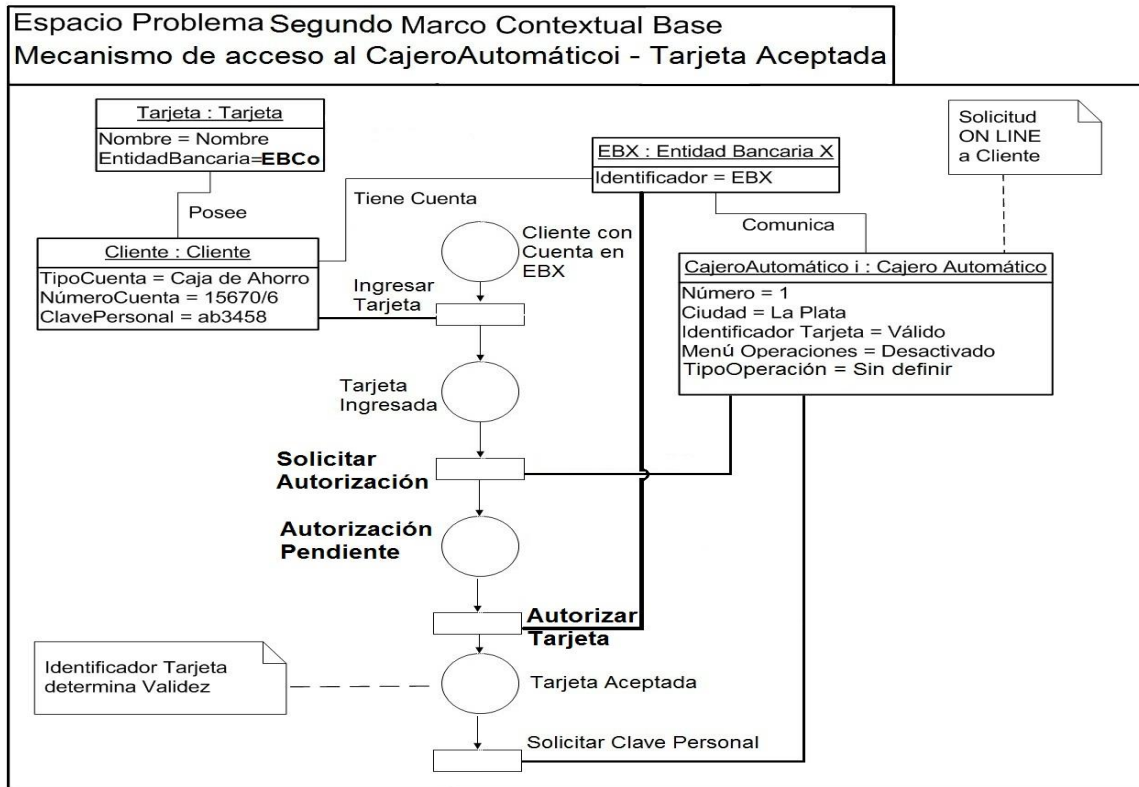 Espacio Problema Segundo Marco Contextual Base
Mecanismo de acceso al CajeroAutomáticoi - Tarjeta Aceptada
Tarjeta : Tarjeta
Nombre = Nombre
EntidadBancaria=EBCo
Posee
Cliente : Cliente
TipoCuenta = Caja de Ahorro
NúmeroCuenta = 15670/6
ClavePersonal = ab3458
Tiene Cuenta
EBX : Entidad Bancaria X
Identificador = EBX
Solicitud
ON LINE
a Cliente
Comunica
CajeroAutomático i : Cajero Automático
Número = 1
Ciudad = La Plata
Identificador Tarjeta = Válido
Menú Operaciones = Desactivado
TipoOperación = Sin definir
Cliente con
Cuenta en
EBX
Ingresar
Tarjeta
Tarjeta
Ingresada
Solicitar
Autorización
Autorización
Pendiente
Autorizar
Tarjeta
Identificador Tarjeta
determina Validez
Tarjeta Aceptada
Solicitar Clave Personal